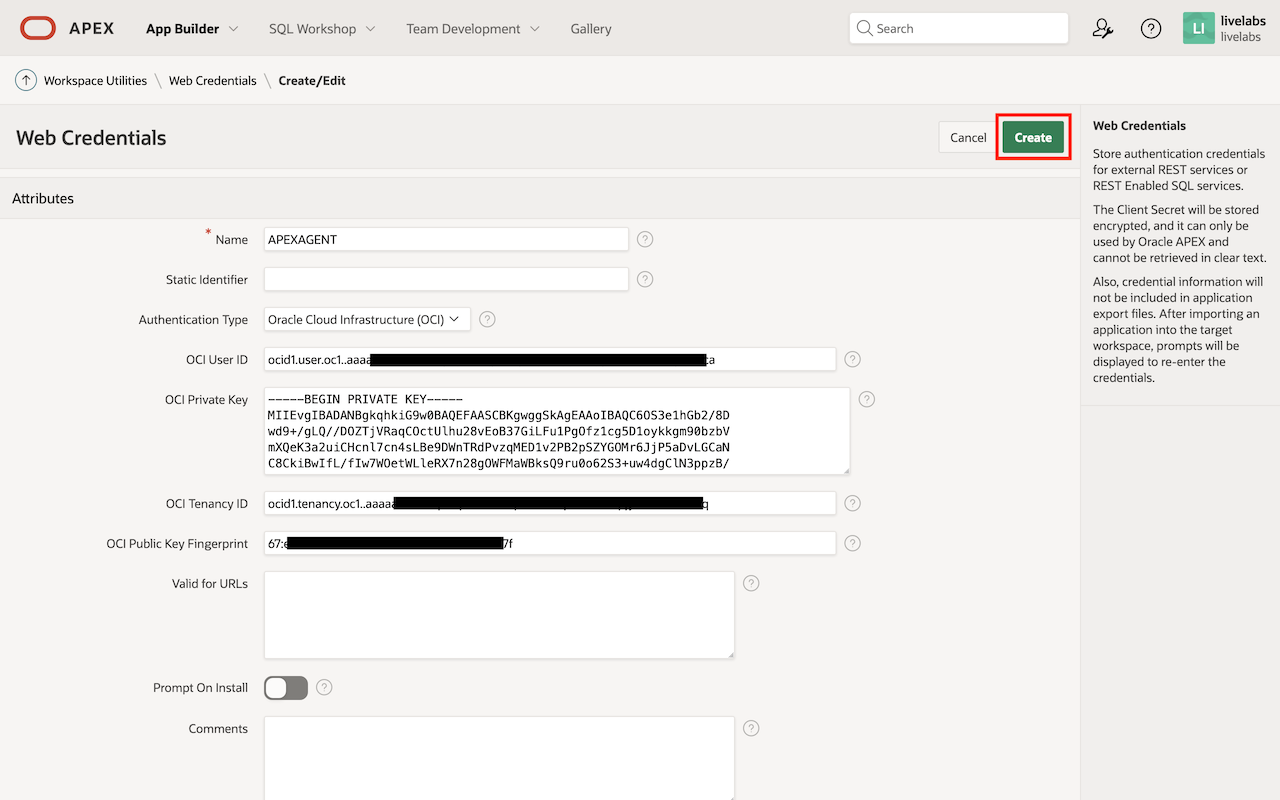 APEX
App Builder
SQL Workshop
Team Development
Gallery
Search
LI
livelabs
livelabs
Workspace Utilities \ Web Credentials \ Create/Edit
Web Credentials
Cancel
Create
Attributes
* Name
APEXAGENT
Static Identifier
Authentication Type
Oracle Cloud Infrastructure (OCI)
OCI User ID
ocid1.user.oc1..aaaa
ca
OCI Private Key
-----BEGIN PRIVATE KEY-----
MIIEvgIBADANBgkqhkiG9w0BAQEFAASCBKgwggSkAgEAAoIBAQC6OS3e1hGb2/8D
wd9+/gLQ//DOZTjVRaqCOctUlhu28vEoB37GiLFu1PgOfz1cg5D1oykkgm90bzbV
mXQeK3a2uiCHcnl7cn4sLBe9DWnTRdPvzqMED1v2PB2pSZYGOMr6JjP5aDvLGCaN
C8CkiBwIfL/fIw7WOetWLleRX7n28gOWFMaWBksQ9ru0o62S3+uw4dgClN3ppzB/
OCI Tenancy ID
ocid1.tenancy.oc1..aaaaa
q
OCI Public Key Fingerprint
67:e
7f
Valid for URLs
Prompt On Install
Comments
Web Credentials
Store authentication credentials
for external REST services or
REST Enabled SQL services.
The Client Secret will be stored
encrypted, and it can only be
used by Oracle APEX and
cannot be retrieved in clear text.
Also, credential information will
not be included in application
export files. After importing an
application into the target
workspace, prompts will be
displayed to re-enter the
credentials.